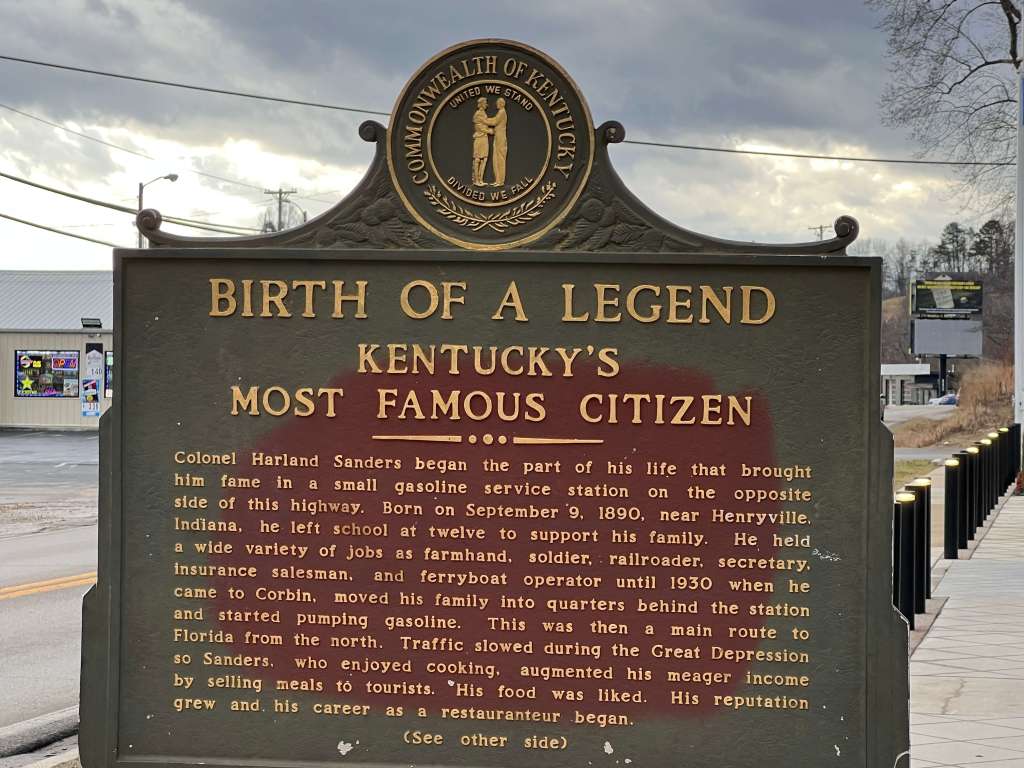 COMMONWEALTH OF KENTUCKY
UNITED WE STAND
DIVIDED WE FALL
BIRTH OF A LEGEND
KENTUCKY'S
MOST FAMOUS CITIZEN
Colonel Harland Sanders began the part of his life that brought
him fame in a small gasoline service station on the opposite
side of this highway. Born on September 9, 1890, near Henryville,
Indiana, he left school at twelve to support his family. He held
a wide variety of jobs as farmhand, soldier, railroader, secretary,
insurance salesman, and ferryboat operator until 1930 when he
came to Corbin, moved his family into quarters behind the station
and started pumping gasoline. This was then a main route to
Florida from the north. Traffic slowed during the Great Depression
so Sanders, who enjoyed cooking, augmented his meager income
by selling meals to tourists. His food was liked. His reputation
grew and his career as a restauranteur began.
(See other side)